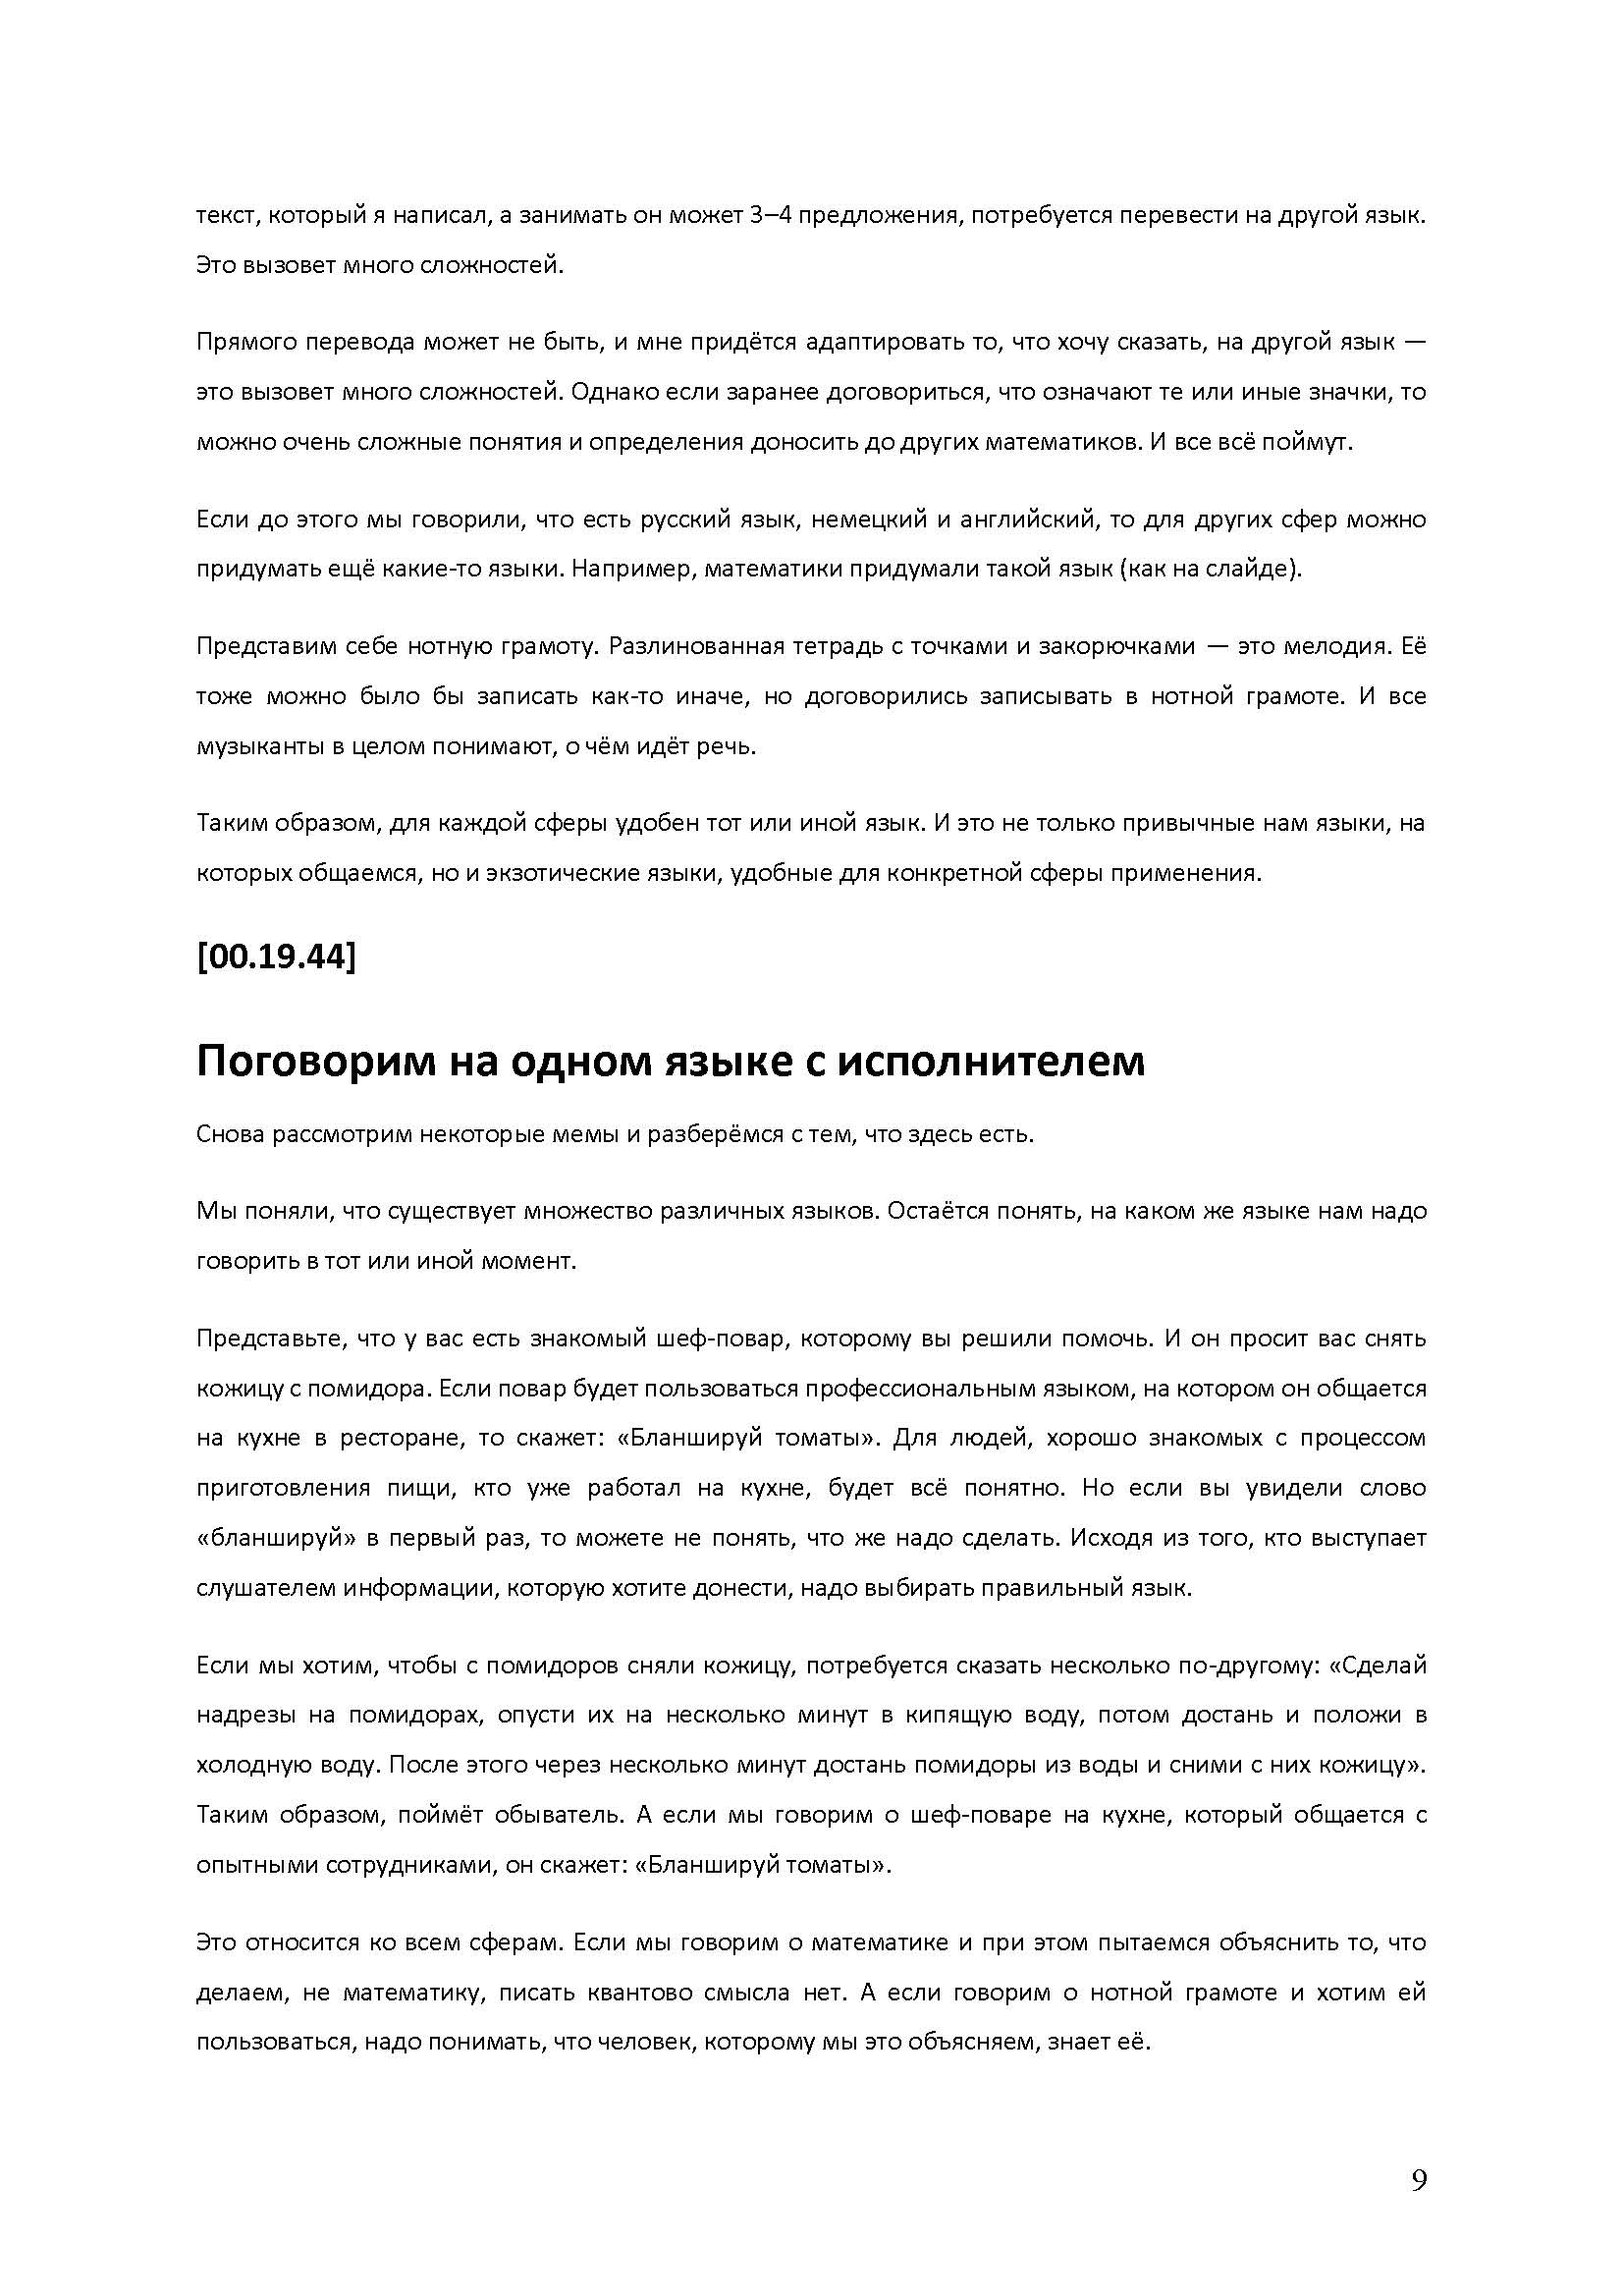 текст, который я написал, а занимать он может 3–4 предложения, потребуется перевести на другой язык.
Это вызовет много сложностей.
Прямого перевода может не быть, и мне придётся адаптировать то, что хочу сказать, на другой язык —
это вызовет много сложностей. Однако если заранее договориться, что означают те или иные значки, то
можно очень сложные понятия и определения доносить до других математиков. И все всё поймут.
Если до этого мы говорили, что есть русский язык, немецкий и английский, то для других сфер можно
придумать ещё какие-то языки. Например, математики придумали такой язык (как на слайде).
Представим себе нотную грамоту. Разлинованная тетрадь с точками и закорючками — это мелодия. Её
тоже можно было бы записать как-то иначе, но договорились записывать в нотной грамоте. И все
музыканты в целом понимают, о чём идёт речь.
Таким образом, для каждой сферы удобен тот или иной язык. И это не только привычные нам языки, на
которых общаемся, но и экзотические языки, удобные для конкретной сферы применения.
[00.19.44]
Поговорим на одном языке с исполнителем
Снова рассмотрим некоторые мемы и разберёмся с тем, что здесь есть.
Мы поняли, что существует множество различных языков. Остаётся понять, на каком же языке нам надо
говорить в тот или иной момент.
Представьте, что у вас есть знакомый шеф-повар, которому вы решили помочь. И он просит вас снять
кожицу с помидора. Если повар будет пользоваться профессиональным языком, на котором он общается
на кухне в ресторане, то скажет: «Бланшируй томаты». Для людей, хорошо знакомых с процессом
приготовления пищи, кто уже работал на кухне, будет всё понятно. Но если вы увидели слово
«бланшируй» в первый раз, то можете не понять, что же надо сделать. Исходя из того, кто выступает
слушателем информации, которую хотите донести, надо выбирать правильный язык.
Если мы хотим, чтобы с помидоров сняли кожицу, потребуется сказать несколько по-другому: «Сделай
надрезы на помидорах, опусти их на несколько минут в кипящую воду, потом достань и положи в
холодную воду. После этого через несколько минут достань помидоры из воды и сними с них кожицу».
Таким образом, поймёт обыватель. А если мы говорим о шеф-поваре на кухне, который общается с
опытными сотрудниками, он скажет: «Бланшируй томаты».
Это относится ко всем сферам. Если мы говорим о математике и при этом пытаемся объяснить то, что
делаем, не математику, писать квантово смысла нет. А если говорим о нотной грамоте и хотим ей
пользоваться, надо понимать, что человек, которому мы это объясняем, знает её.
9